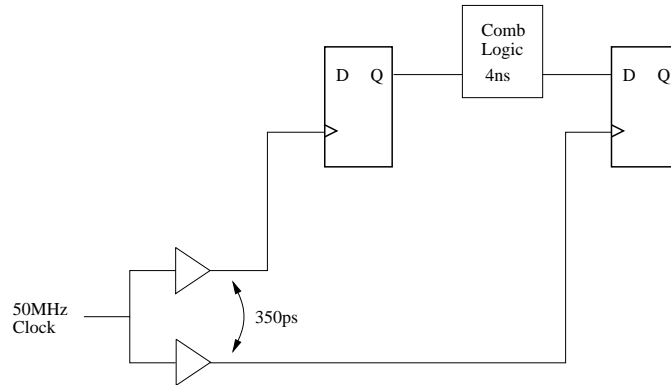 Comb
Logic
4ns
D Q
D Q
350ps
50MHz
Clock